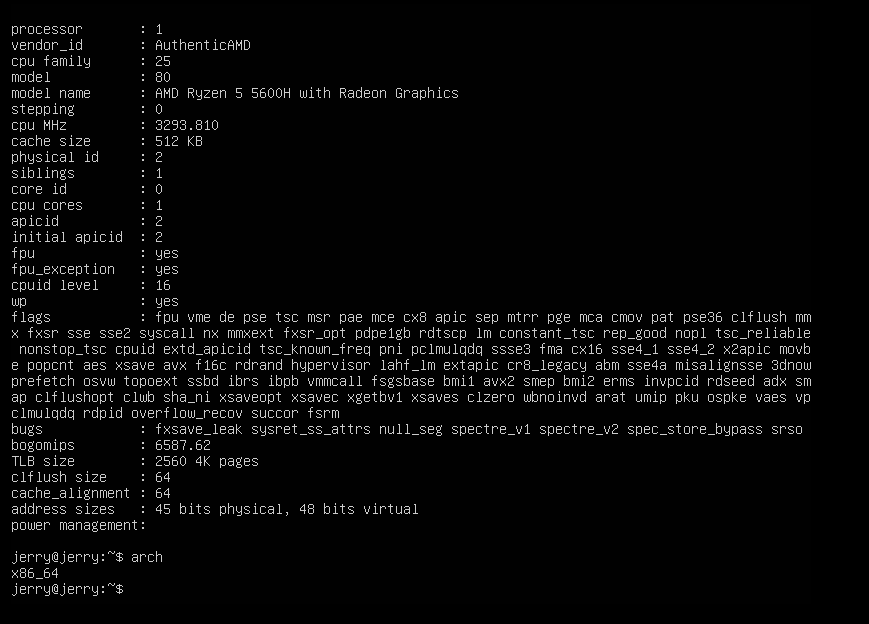 processor       : 1
vendor_id       : AuthenticAMD
cpu family      : 25
model           : 80
model name      : AMD Ryzen 5 5600H with Radeon Graphics
stepping        : 0
cpu MHz         : 3293.810
cache size      : 512 KB
physical id     : 2
siblings        : 1
core id         : 0
cpu cores       : 1
apicid          : 2
initial apicid  : 2
fpu             : yes
fpu_exception   : yes
cpuid level     : 16
wp              : yes
flags           : fpu vme de pse tsc msr pae mce cx8 apic sep mtrr pge mca cmov pat pse36 clflush mm
x fxsr sse sse2 syscall nx mmxext fxsr_opt pdpe1gb rdtscp lm constant_tsc rep_good nopl tsc_reliable
 nonstop_tsc cpuid extd_apicid tsc_known_freq pni pclmulqdq ssse3 fma cx16 sse4_1 sse4_2 x2apic movb
e popcnt aes xsave avx f16c rdrand hypervisor lahf_lm extapic cr8_legacy abm sse4a misalignsse 3dnow
prefetch osvw topoext ssbd ibrs ibpb vmmcall fsgsbase bmi1 avx2 smep bmi2 erms invpcid rdseed adx sm
ap clflushopt clwb sha_ni xsaveopt xsavec xgetbv1 xsaves clzero wbnoinvd arat umip pku ospke vaes vp
clmulqdq rdpid overflow_recov succor fsrm
bugs            : fxsave_leak sysret_ss_attrs null_seg spectre_v1 spectre_v2 spec_store_bypass srso
bogomips        : 6587.62
TLB size        : 2560 4K pages
clflush size    : 64
cache_alignment : 64
address sizes   : 45 bits physical, 48 bits virtual
power management:

jerry@jerry:~$ arch
x86_64
jerry@jerry:~$